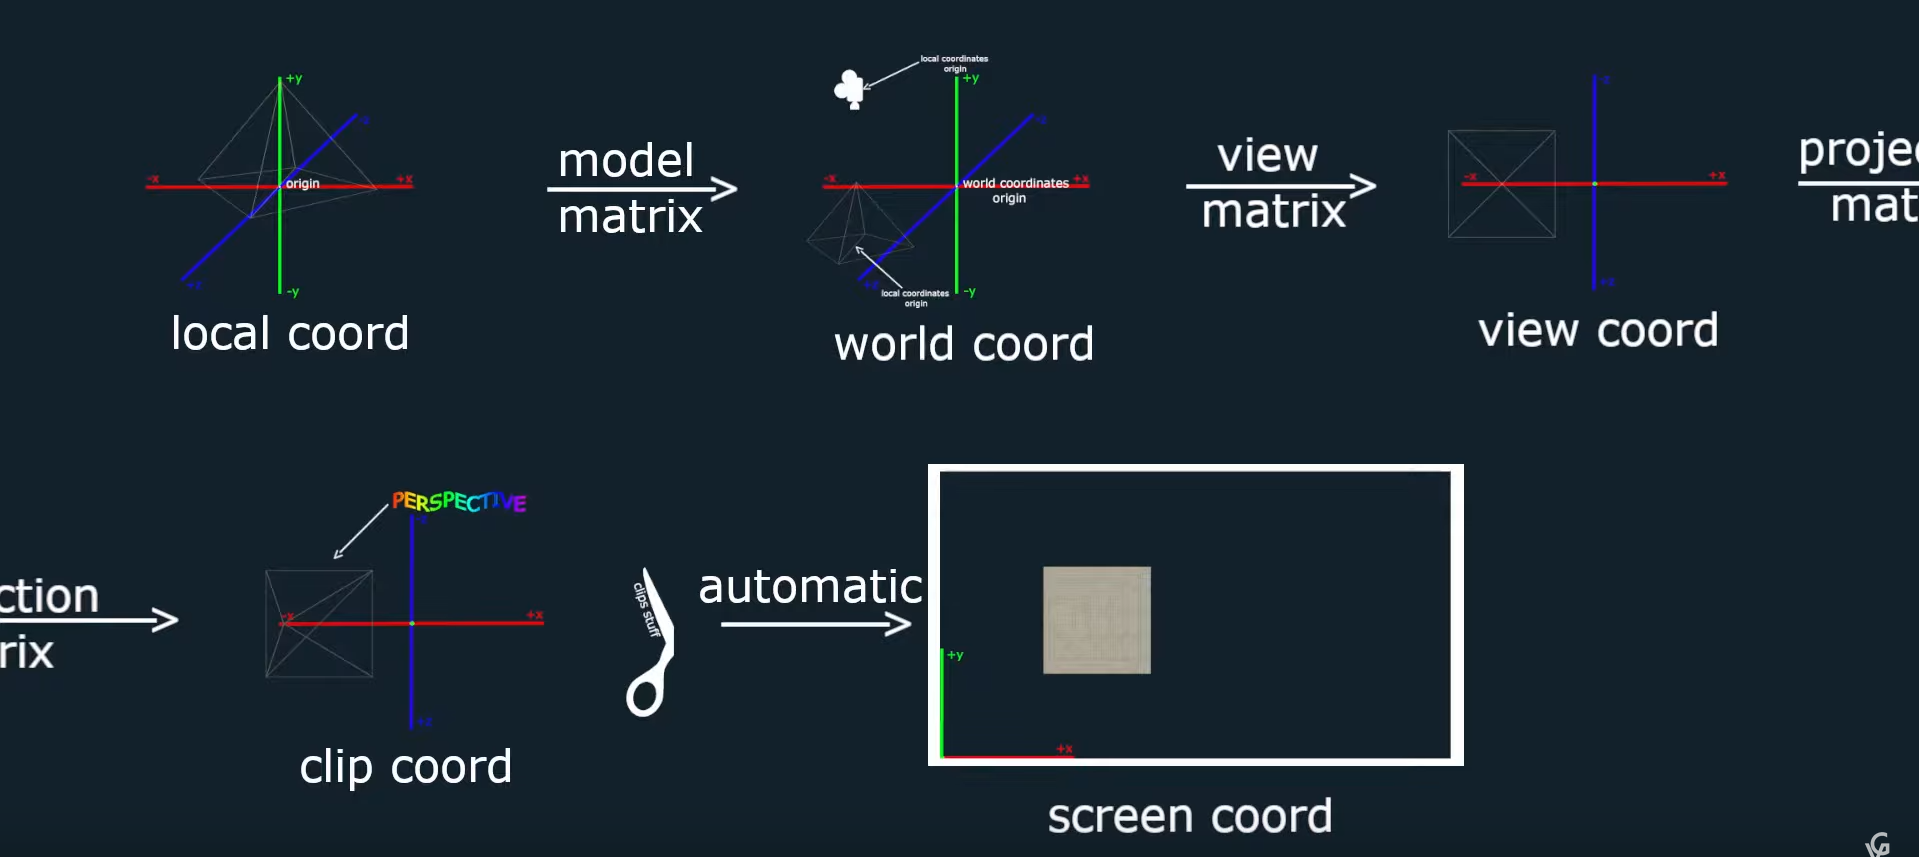 +y
-z
-x
+x
origin
+z
-y
local coord
model
matrix
local coordinates
origin
+y
-z
-x
+x
world coordinates
origin
+z
local coordinates
origin
-y
world coord
view
matrix
-z
-x
+x
+z
view coord
projec
mat
ction
rix
PERSPECTIVE
-z
-x
+x
+z
clip coord
clips stuff
automatic
+y
+x
screen coord